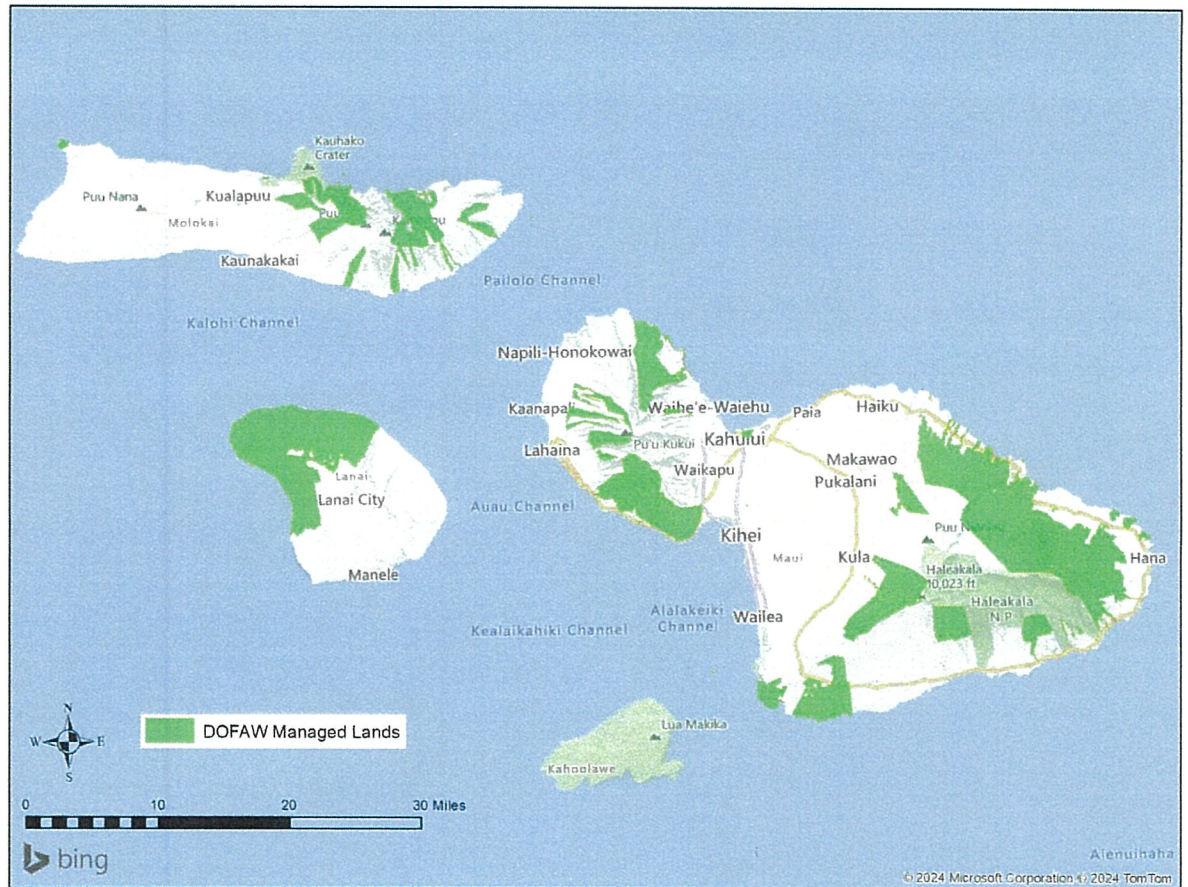 Kauhako
Crater
Puu Nana
Kualapuu
Molokai
Puu
Kaunakakai
Pailolo Channel
Kalohi Channel
Napili-Honokowai
Kaanapali
Waihe'e-Waiehu
Paia
Haiku
Lahaina
Pu'u Kukui
Kahului
Waikapu
Makawao
Pukalani
Lanai
Lanai City
Auau Channel
Kihei
Maui
Kula
Hana
Manele
Haleakala
10,023 ft
Haleakala
N.P.
Alalakeiki
Channel
Kealaikahiki Channel
Wailea
Lua Makika
Kahoolawe
N
W E
S
DOFAW Managed Lands
0 10 20 30 Miles
bing
Alenuihaha
© 2024 Microsoft Corporation © 2024 TomTom